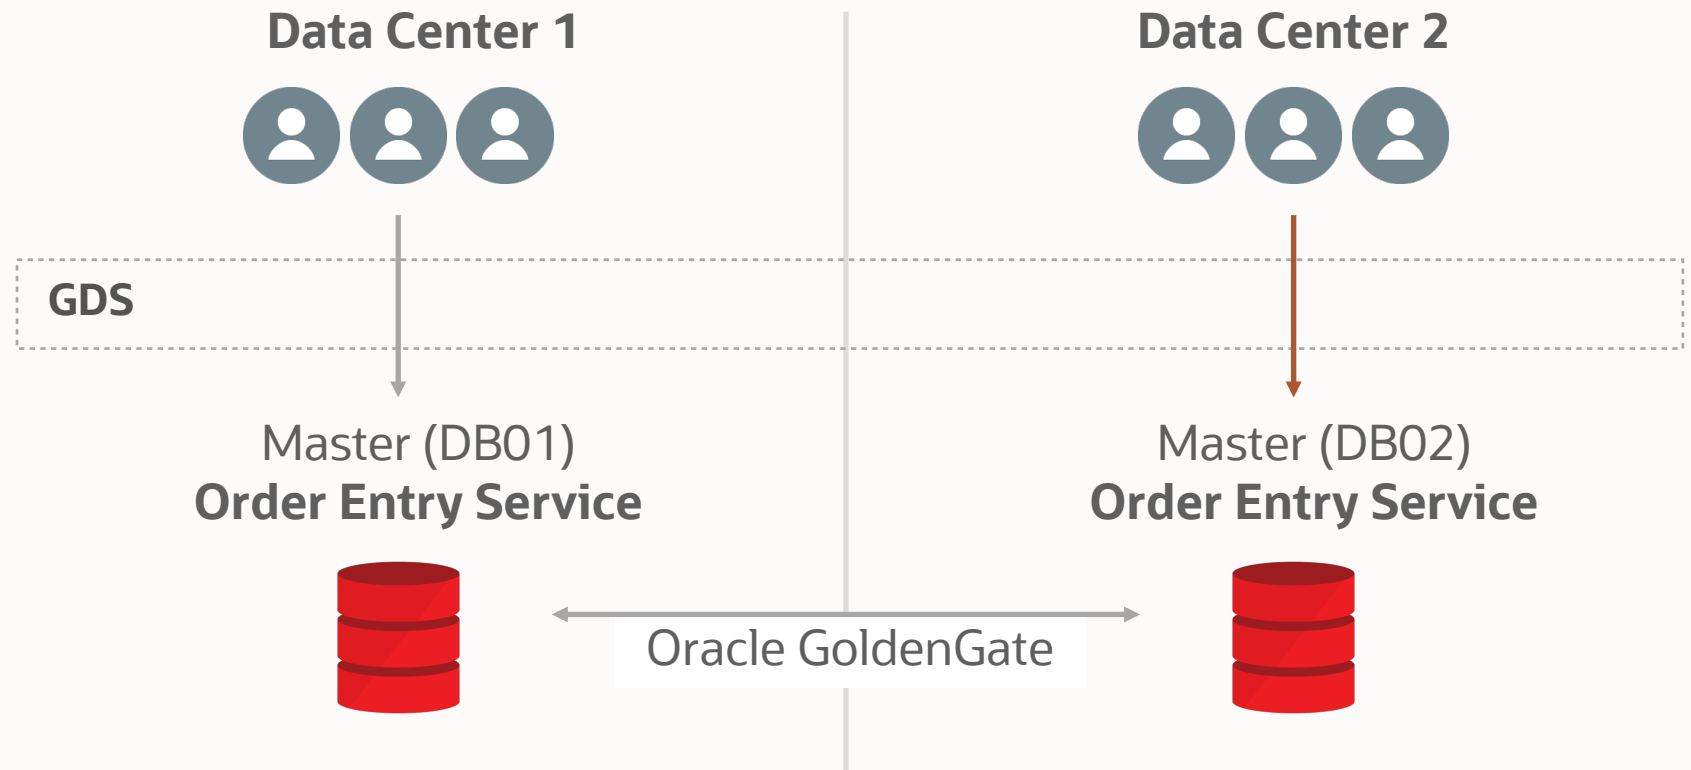 Data Center 1
Data Center 2
GDS
Master (DB01)
Order Entry Service
Master (DB02)
Order Entry Service
Oracle GoldenGate